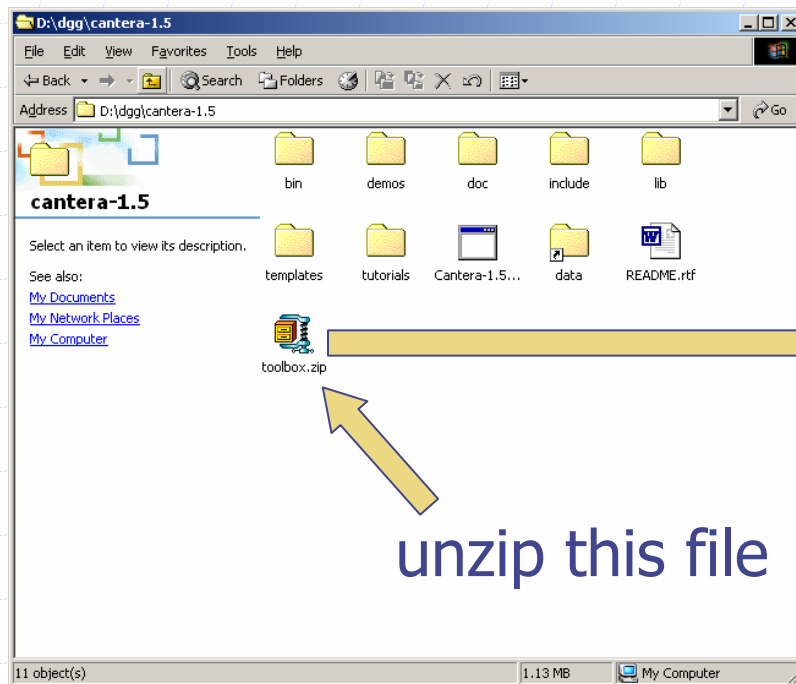 D:\dgg\cantera-1.5
File Edit View Favorites Tools Help
Back Search Folders
Address D:\dgg\cantera-1.5 Go
cantera-1.5
Select an item to view its description.
See also:
My Documents
My Network Places
My Computer
bin demos doc include lib
templates tutorials Cantera-1.5... data README.rtf
toolbox.zip
unzip this file
11 object(s) 1.13 MB My Computer